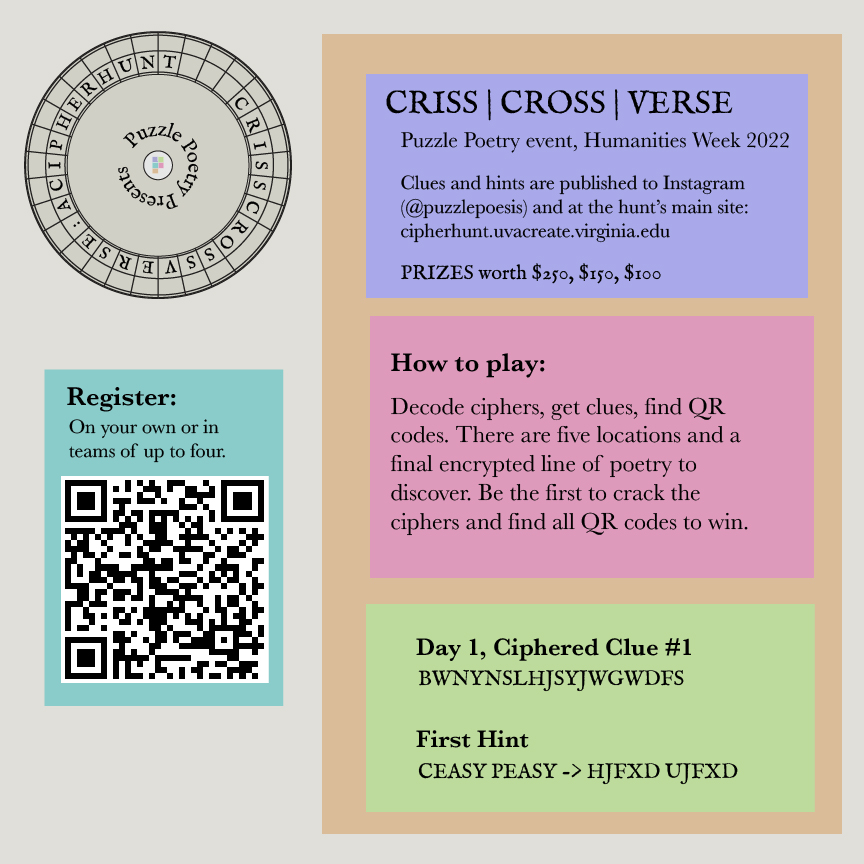 CRISSCROSSVERSE:ACIPHERHUNT
Puzzle Poetry Presents
CRISS | CROSS | VERSE
Puzzle Poetry event, Humanities Week 2022
Clues and hints are published to Instagram
(@puzzlepoesis) and at the hunt's main site:
cipherhunt.uvacreate.virginia.edu
PRIZES worth $250, $150, $100
Register:
On your own or in
teams of up to four.
How to play:
Decode ciphers, get clues, find QR
codes. There are five locations and a
final encrypted line of poetry to
discover. Be the first to crack the
ciphers and find all QR codes to win.
Day 1, Ciphered Clue #1
BWNYNSLHJSYJWGWDFS
First Hint
CEASY PEASY -> HJFXD UJFXD